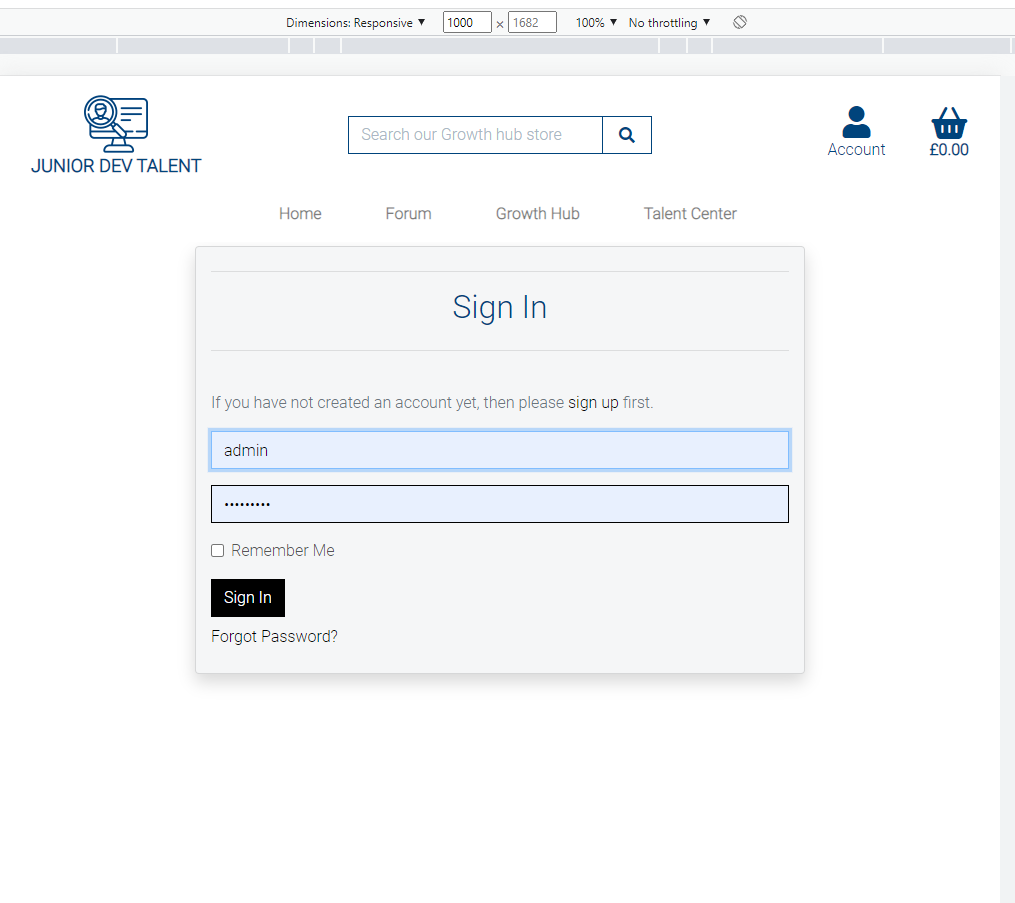 Dimensions: Responsive ▼ 1000 × 1682 100% ▼ No throttling ▼
JUNIOR DEV TALENT
Search our Growth hub store
Account
£0.00
Home Forum Growth Hub Talent Center
Sign In
If you have not created an account yet, then please sign up first.
admin
•••••••••
Remember Me
Sign In
Forgot Password?